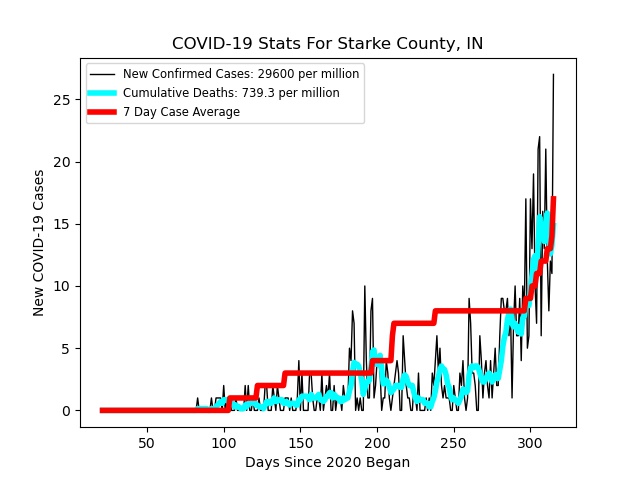 COVID-19 Stats For Starke County, IN
New Confirmed Cases: 29600 per million
Cumulative Deaths: 739.3 per million
7 Day Case Average
New COVID-19 Cases
25
20
15
10
5
0
50 100 150 200 250 300
Days Since 2020 Began